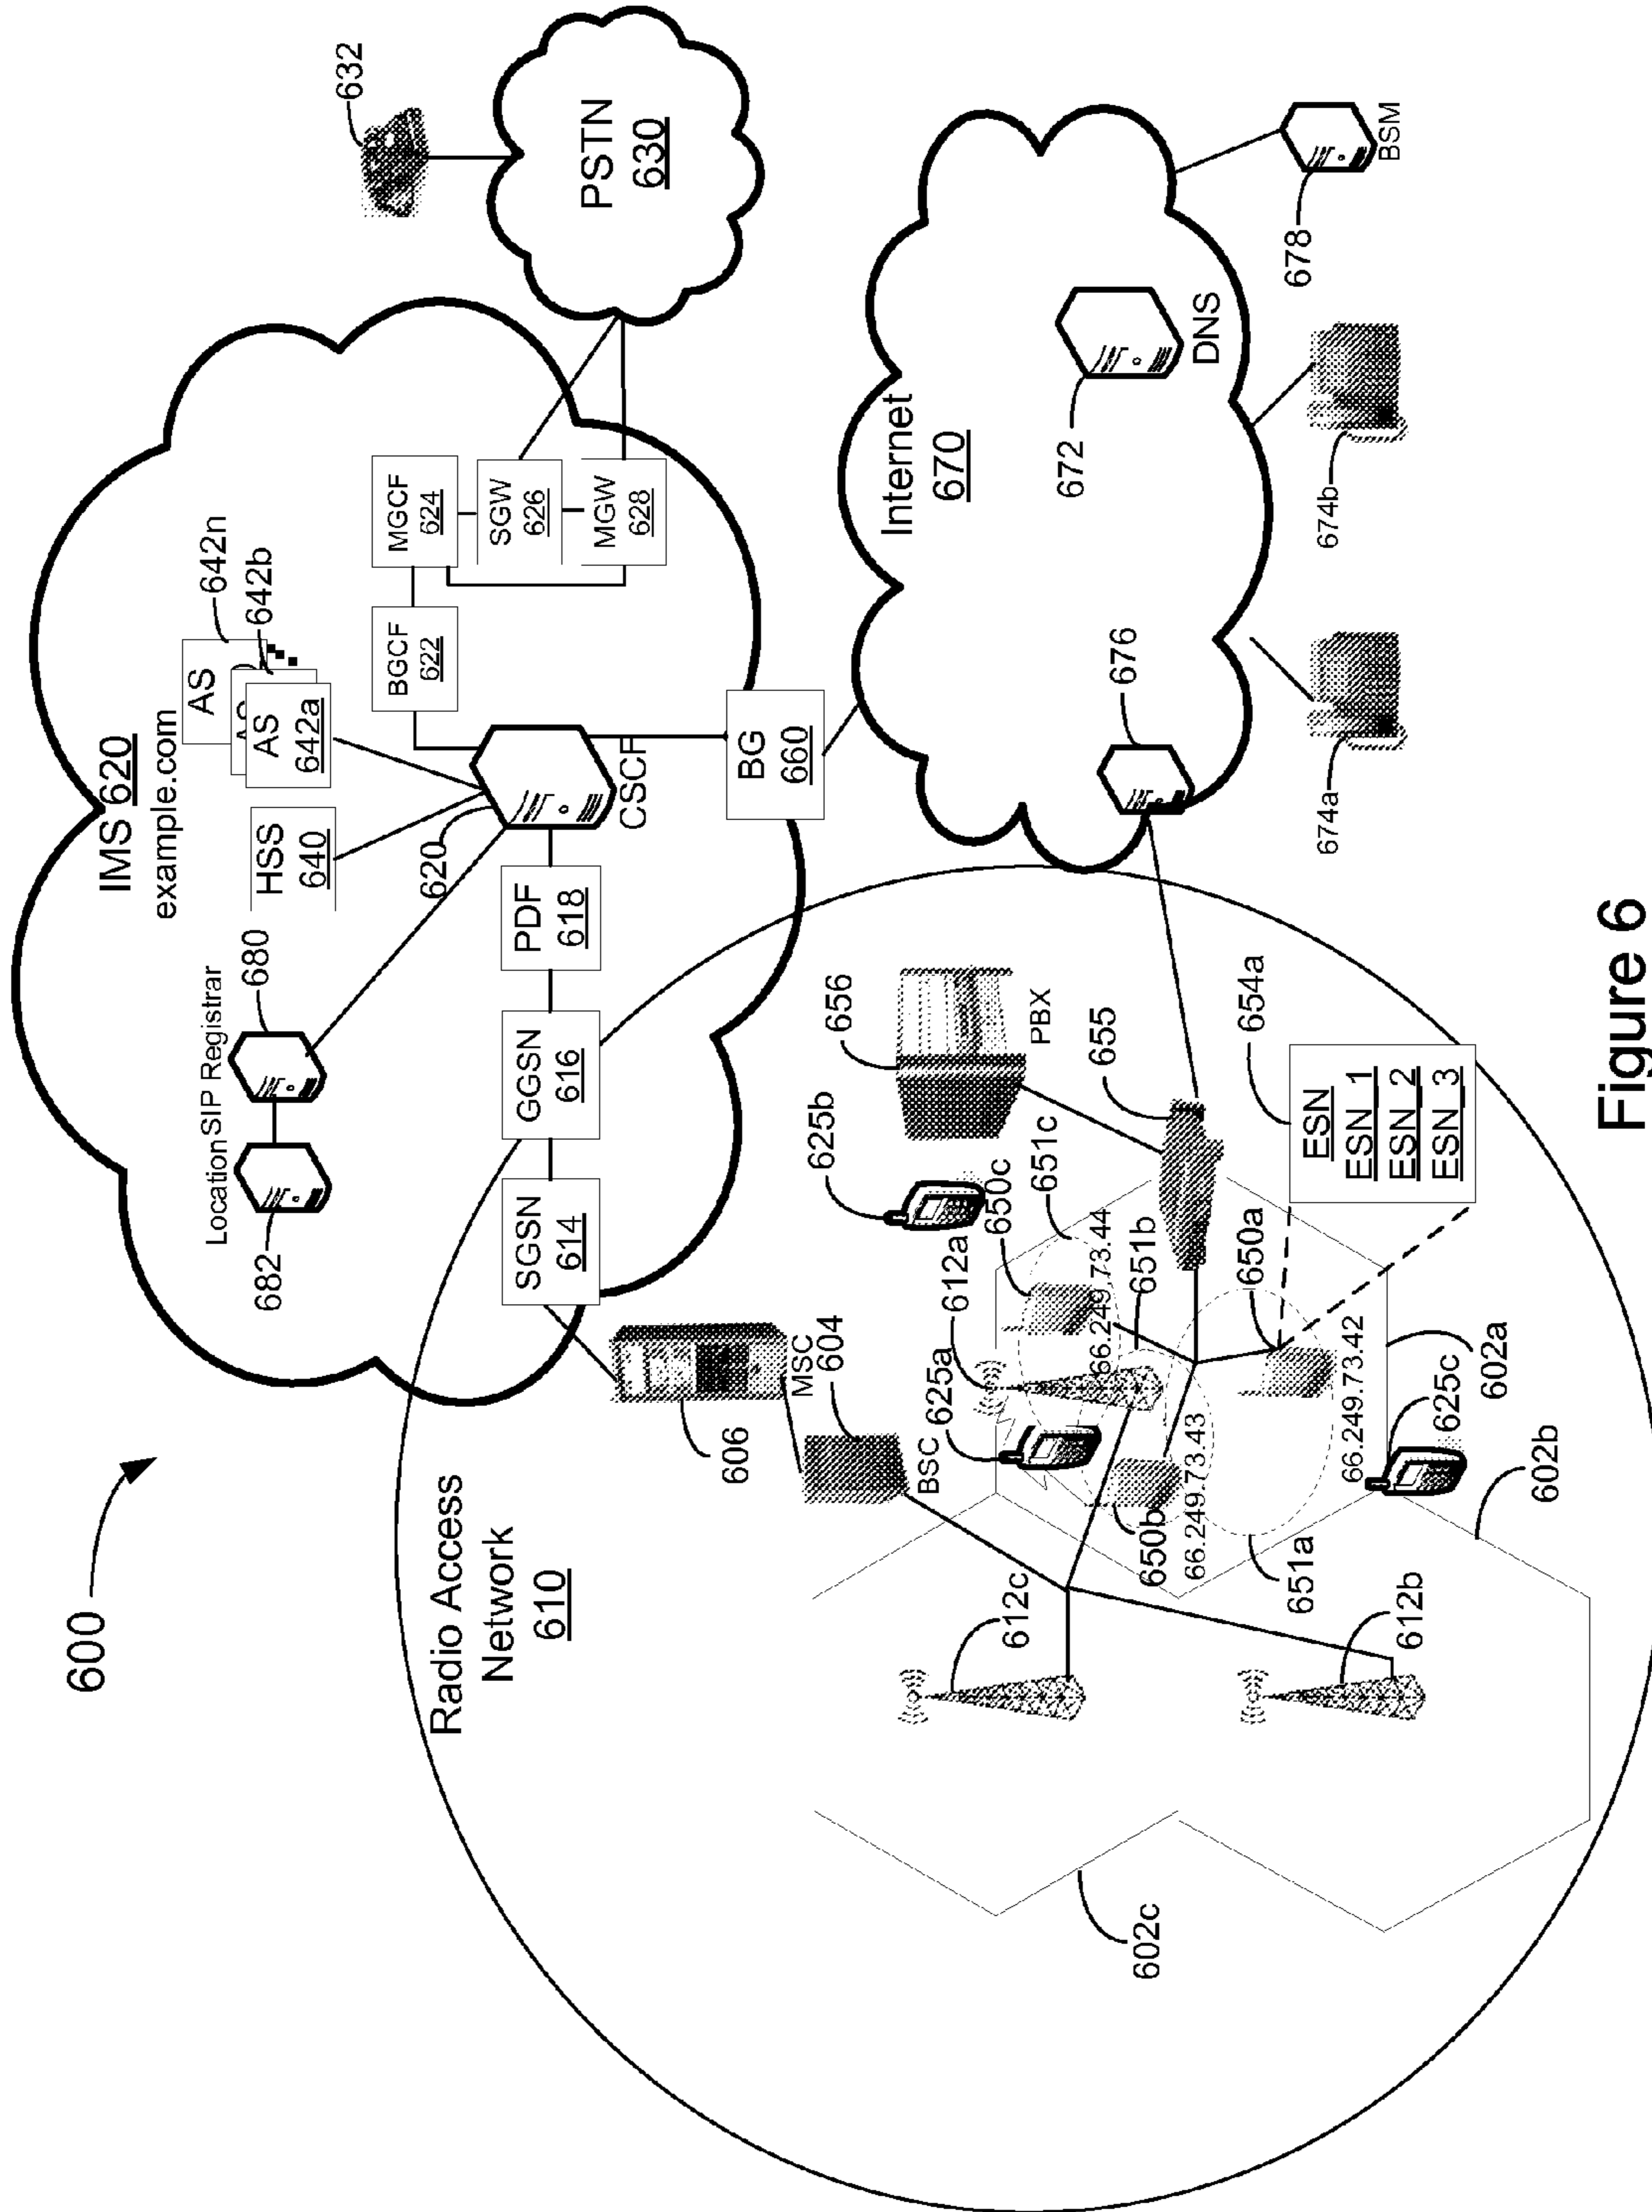 600
IMS 620
example.com
Location
SIP Registrar
682
680
HSS
640
AS
642n
642b
AS
642a
620
CSCF
BGCF
622
MGCF
624
SGW
626
MGW
628
632
PSTN
630
SGSN
614
GGSN
616
PDF
618
BG
660
Radio Access
Network
610
606
MSC
604
BSC
625a
612a
650c
625b
651c
656
PBX
655
66.249.73.44
651b
650b
66.249.73.43
650a
66.249.73.42
651a
625c
602a
602b
602c
612c
612b
654a
ESN
ESN_1
ESN_2
ESN_3
Internet
670
672
DNS
676
674a
674b
678
BSM
Figure 6